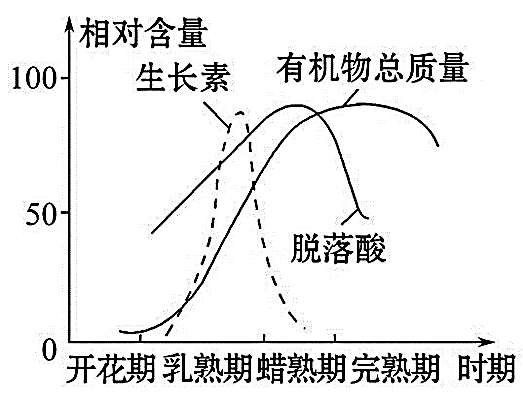 相对含量
100
生长素
有机物总质量
50
脱落酸
0
开花期 乳熟期 蜡熟期 完熟期 时期